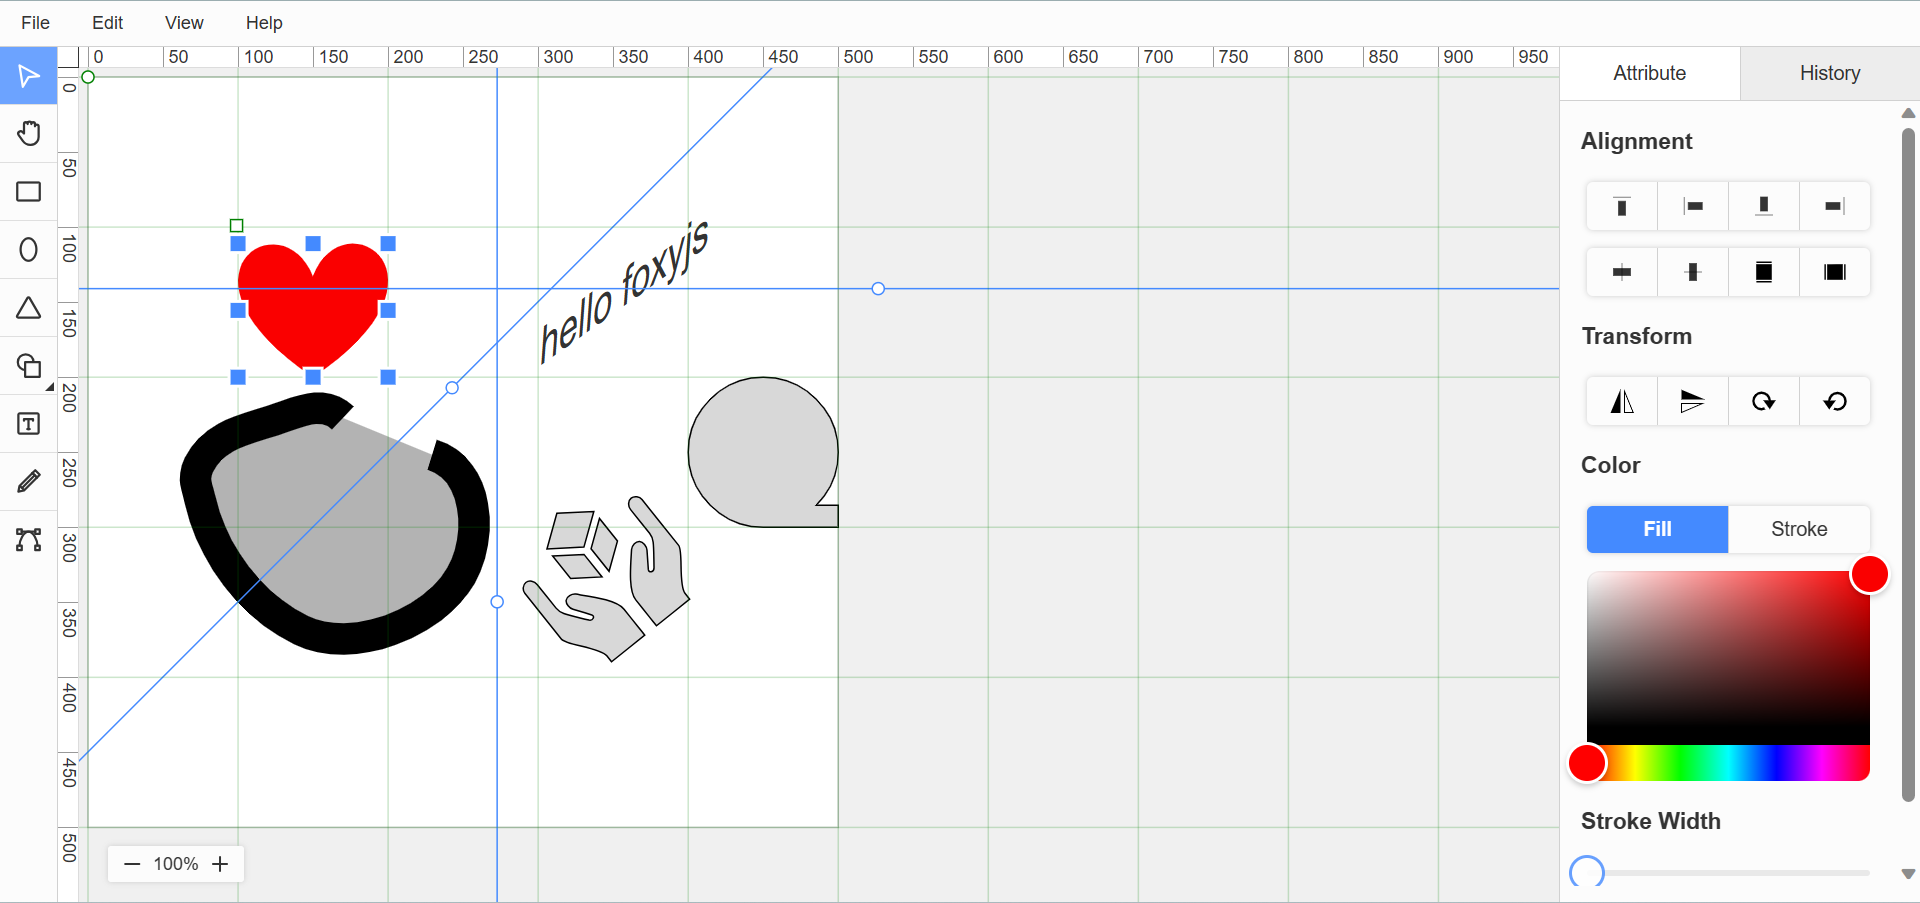 File Edit View Help
0 50 100 150 200 250 300 350 400 450 500 550 600 650 700 750 800 850 900 950
0
50
100
150
200
250
300
350
400
450
500
hello foxyjs
100%
Attribute History
Alignment
Transform
Color
Fill Stroke
Stroke Width